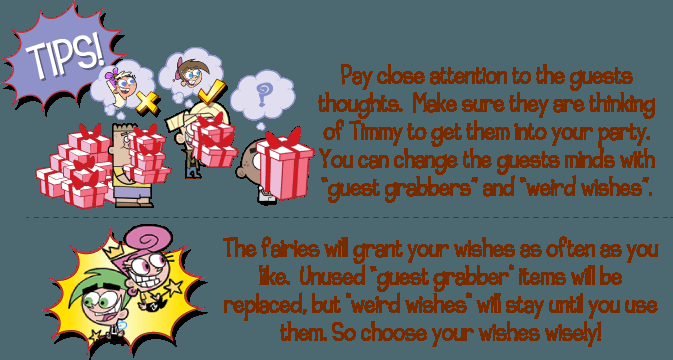 TIPS!
Pay close attention to the guests
thoughts. Make sure they are thinking
of Timmy to get them into your party.
You can change the guests minds with
"guest grabbers" and "weird wishes".
?
The fairies will grant your wishes as often as you
like. Unused "guest grabber" items will be
replaced, but "weird wishes" will stay until you use
them. So choose your wishes wisely!